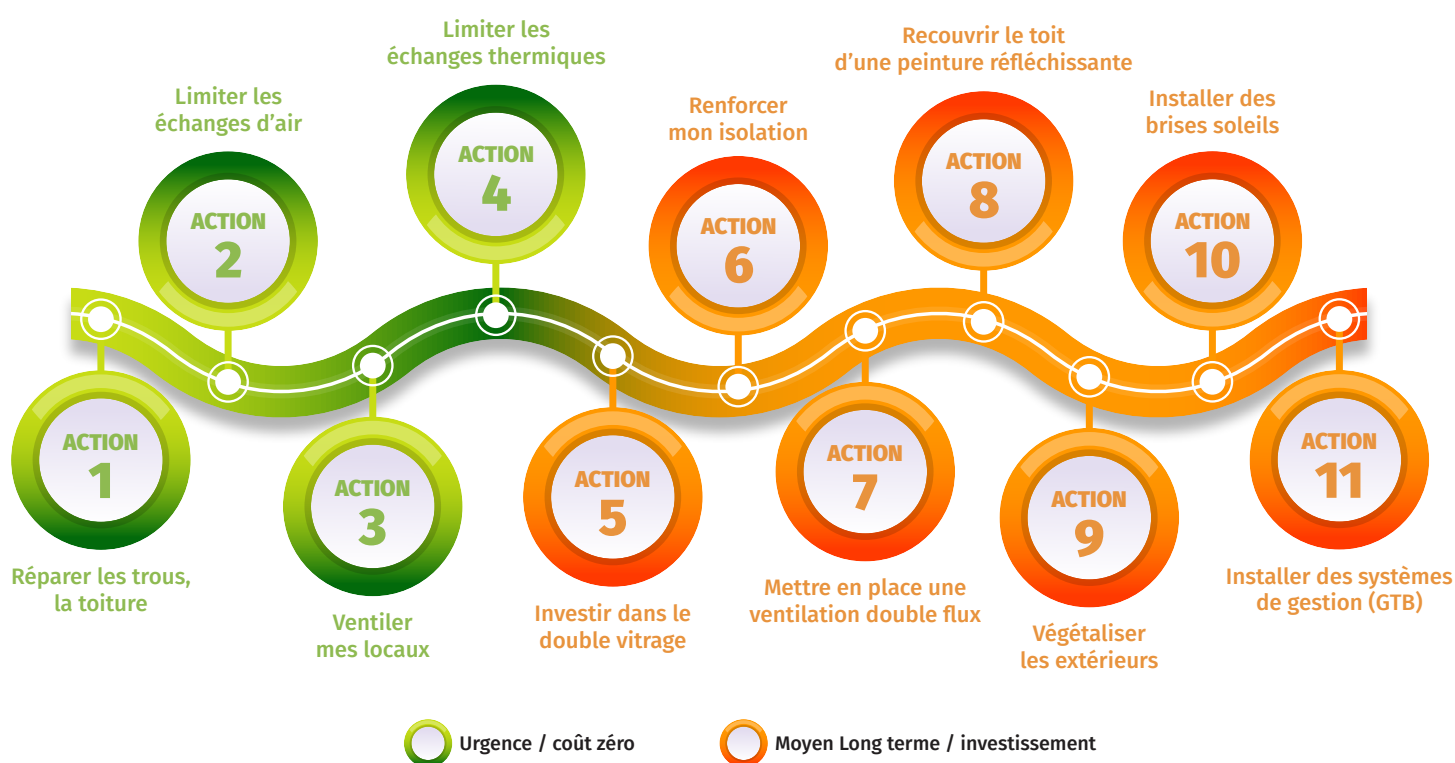 ACTION
1
Réparer les trous,
la toiture
Limiter les
échanges d’air
ACTION
2
ACTION
3
Ventiler
mes locaux
Limiter les
échanges thermiques
ACTION
4
ACTION
5
Investir dans le
double vitrage
Renforcer
mon isolation
ACTION
6
ACTION
7
Mettre en place une
ventilation double flux
Recouvrir le toit
d’une peinture réfléchissante
ACTION
8
ACTION
9
Végétaliser
les extérieurs
Installer des
brises soleils
ACTION
10
ACTION
11
Installer des systèmes
de gestion (GTB)
Urgence / coût zéro
Moyen Long terme / investissement